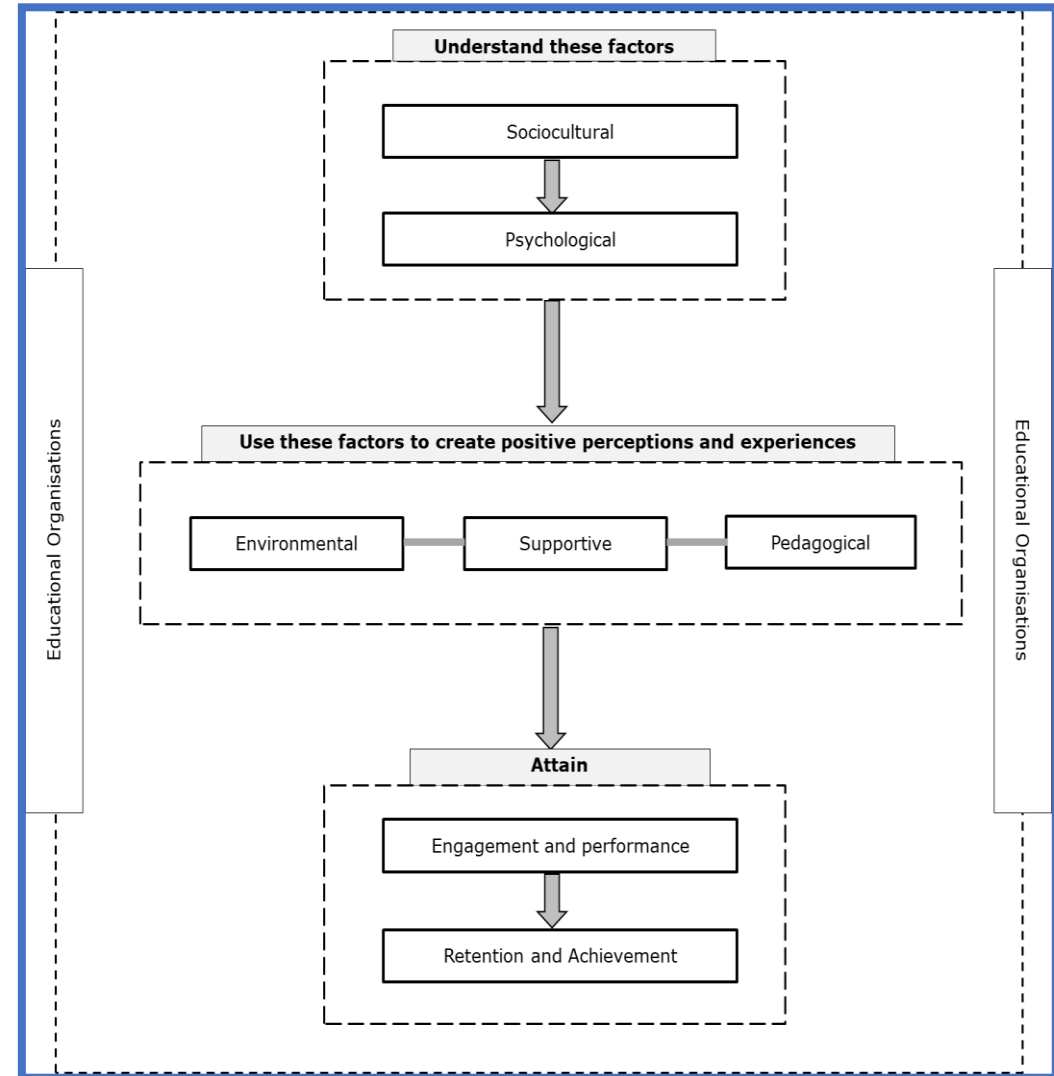 Understand these factors
Sociocultural
Psychological
Educational Organisations
Educational Organisations
Use these factors to create positive perceptions and experiences
Environmental
Supportive
Pedagogical
Attain
Engagement and performance
Retention and Achievement